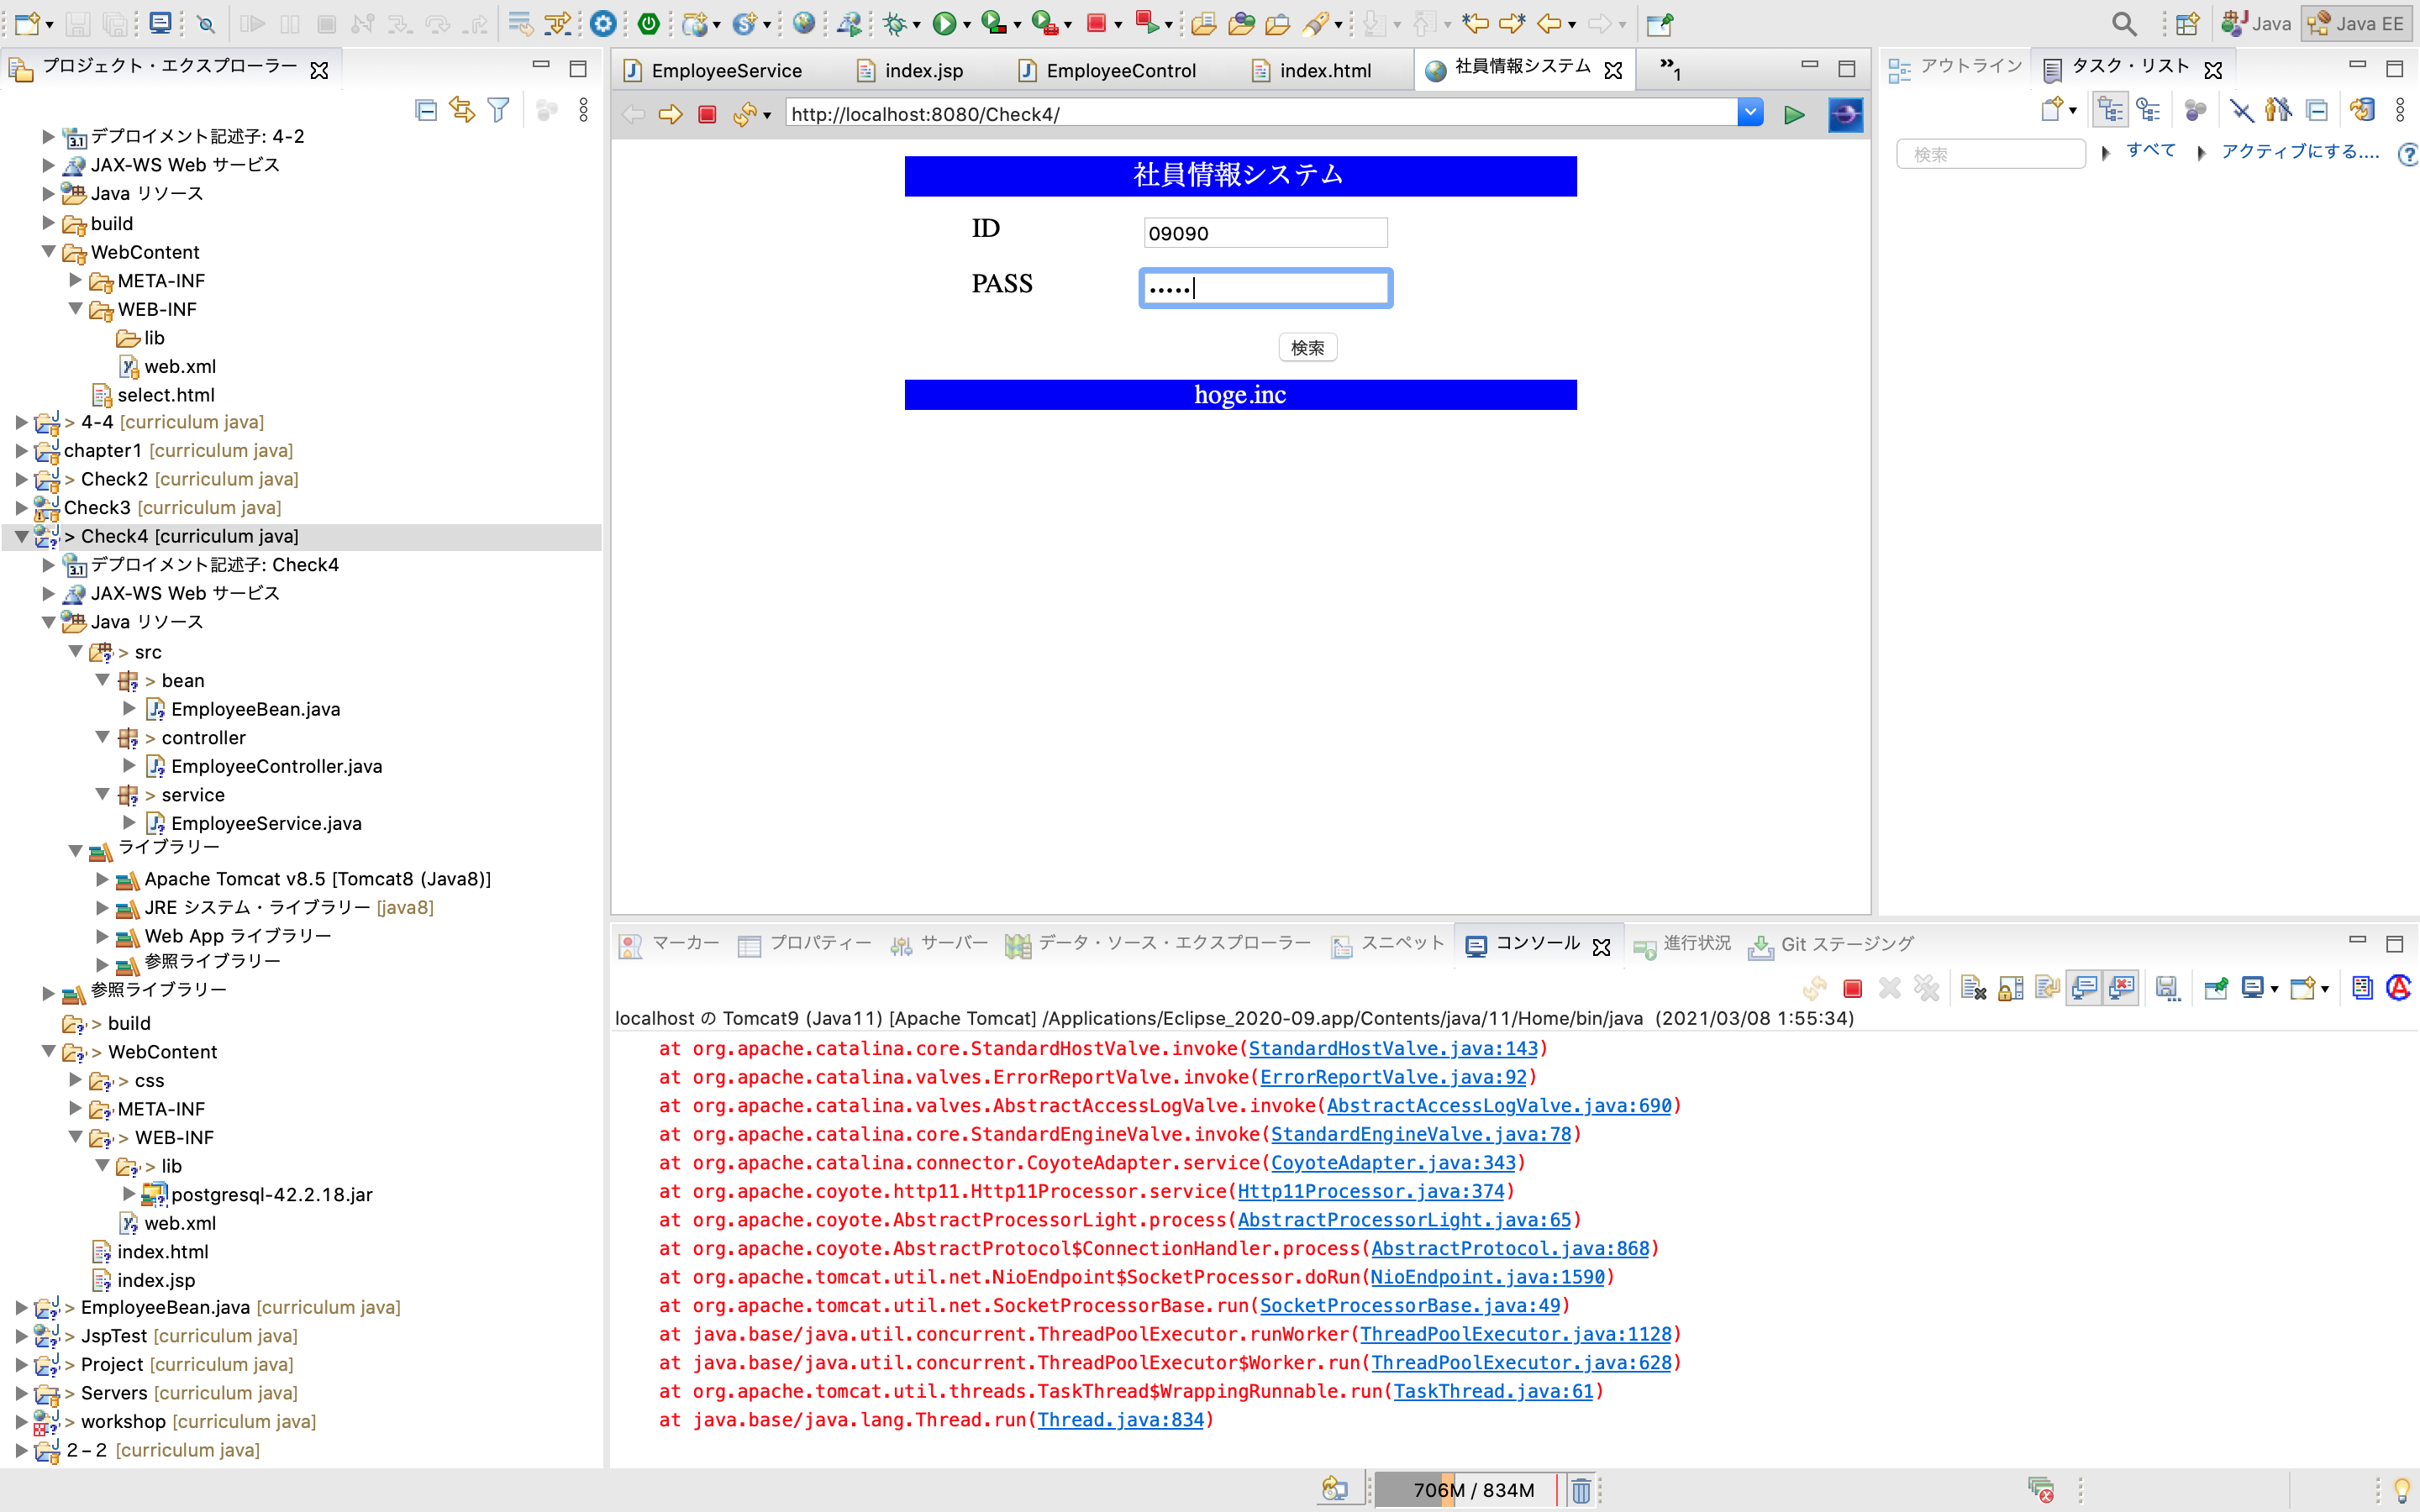 Java
Java EE
プロジェクト・エクスプローラー
デプロイメント記述子: 4-2
JAX-WS Web サービス
Java リソース
build
WebContent
META-INF
WEB-INF
lib
web.xml
select.html
> 4-4 [curriculum java]
chapter1 [curriculum java]
> Check2 [curriculum java]
Check3 [curriculum java]
> Check4 [curriculum java]
デプロイメント記述子: Check4
JAX-WS Web サービス
Java リソース
> src
> bean
EmployeeBean.java
> controller
EmployeeController.java
> service
EmployeeService.java
ライブラリー
Apache Tomcat v8.5 [Tomcat8 (Java8)]
JRE システム・ライブラリー [java8]
Web App ライブラリー
参照ライブラリー
参照ライブラリー
> build
> WebContent
> css
META-INF
> WEB-INF
> lib
postgresql-42.2.18.jar
web.xml
index.html
index.jsp
> EmployeeBean.java [curriculum java]
> JspTest [curriculum java]
> Project [curriculum java]
> Servers [curriculum java]
> workshop [curriculum java]
2−2 [curriculum java]
EmployeeService
index.jsp
EmployeeControl
index.html
社員情報システム
»1
http://localhost:8080/Check4/
社員情報システム
ID
09090
PASS
•••••
検索
hoge.inc
アウトライン
タスク・リスト
検索
すべて
アクティブにする....
マーカー
プロパティー
サーバー
データ・ソース・エクスプローラー
スニペット
コンソール
進行状況
Git ステージング
localhost の Tomcat9 (Java11) [Apache Tomcat] /Applications/Eclipse_2020-09.app/Contents/java/11/Home/bin/java (2021/03/08 1:55:34)
at org.apache.catalina.core.StandardHostValve.invoke(StandardHostValve.java:143)
at org.apache.catalina.valves.ErrorReportValve.invoke(ErrorReportValve.java:92)
at org.apache.catalina.valves.AbstractAccessLogValve.invoke(AbstractAccessLogValve.java:690)
at org.apache.catalina.core.StandardEngineValve.invoke(StandardEngineValve.java:78)
at org.apache.catalina.connector.CoyoteAdapter.service(CoyoteAdapter.java:343)
at org.apache.coyote.http11.Http11Processor.service(Http11Processor.java:374)
at org.apache.coyote.AbstractProcessorLight.process(AbstractProcessorLight.java:65)
at org.apache.coyote.AbstractProtocol$ConnectionHandler.process(AbstractProtocol.java:868)
at org.apache.tomcat.util.net.NioEndpoint$SocketProcessor.doRun(NioEndpoint.java:1590)
at org.apache.tomcat.util.net.SocketProcessorBase.run(SocketProcessorBase.java:49)
at java.base/java.util.concurrent.ThreadPoolExecutor.runWorker(ThreadPoolExecutor.java:1128)
at java.base/java.util.concurrent.ThreadPoolExecutor$Worker.run(ThreadPoolExecutor.java:628)
at org.apache.tomcat.util.threads.TaskThread$WrappingRunnable.run(TaskThread.java:61)
at java.base/java.lang.Thread.run(Thread.java:834)
706M / 834M